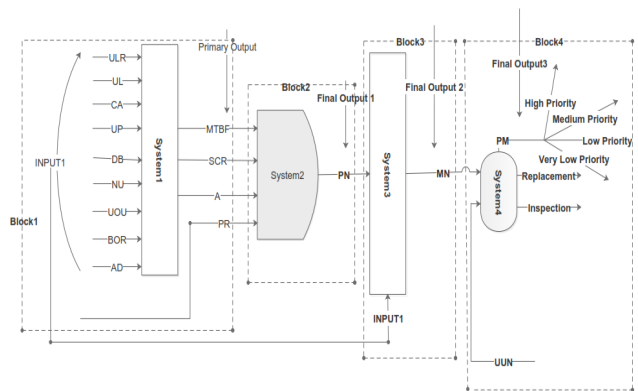 Block1
INPUT1
ULR
UL
CA
UP
DB
NU
UOU
BOR
AD
System1
Primary Output
MTBF
SCR
A
PR
Block2
System2
Final Output 1
PN
Block3
System3
INPUT1
Final Output 2
MN
Block4
Final Output3
System4
PM
High Priority
Medium Priority
Low Priority
Very Low Priority
Replacement
Inspection
UUN